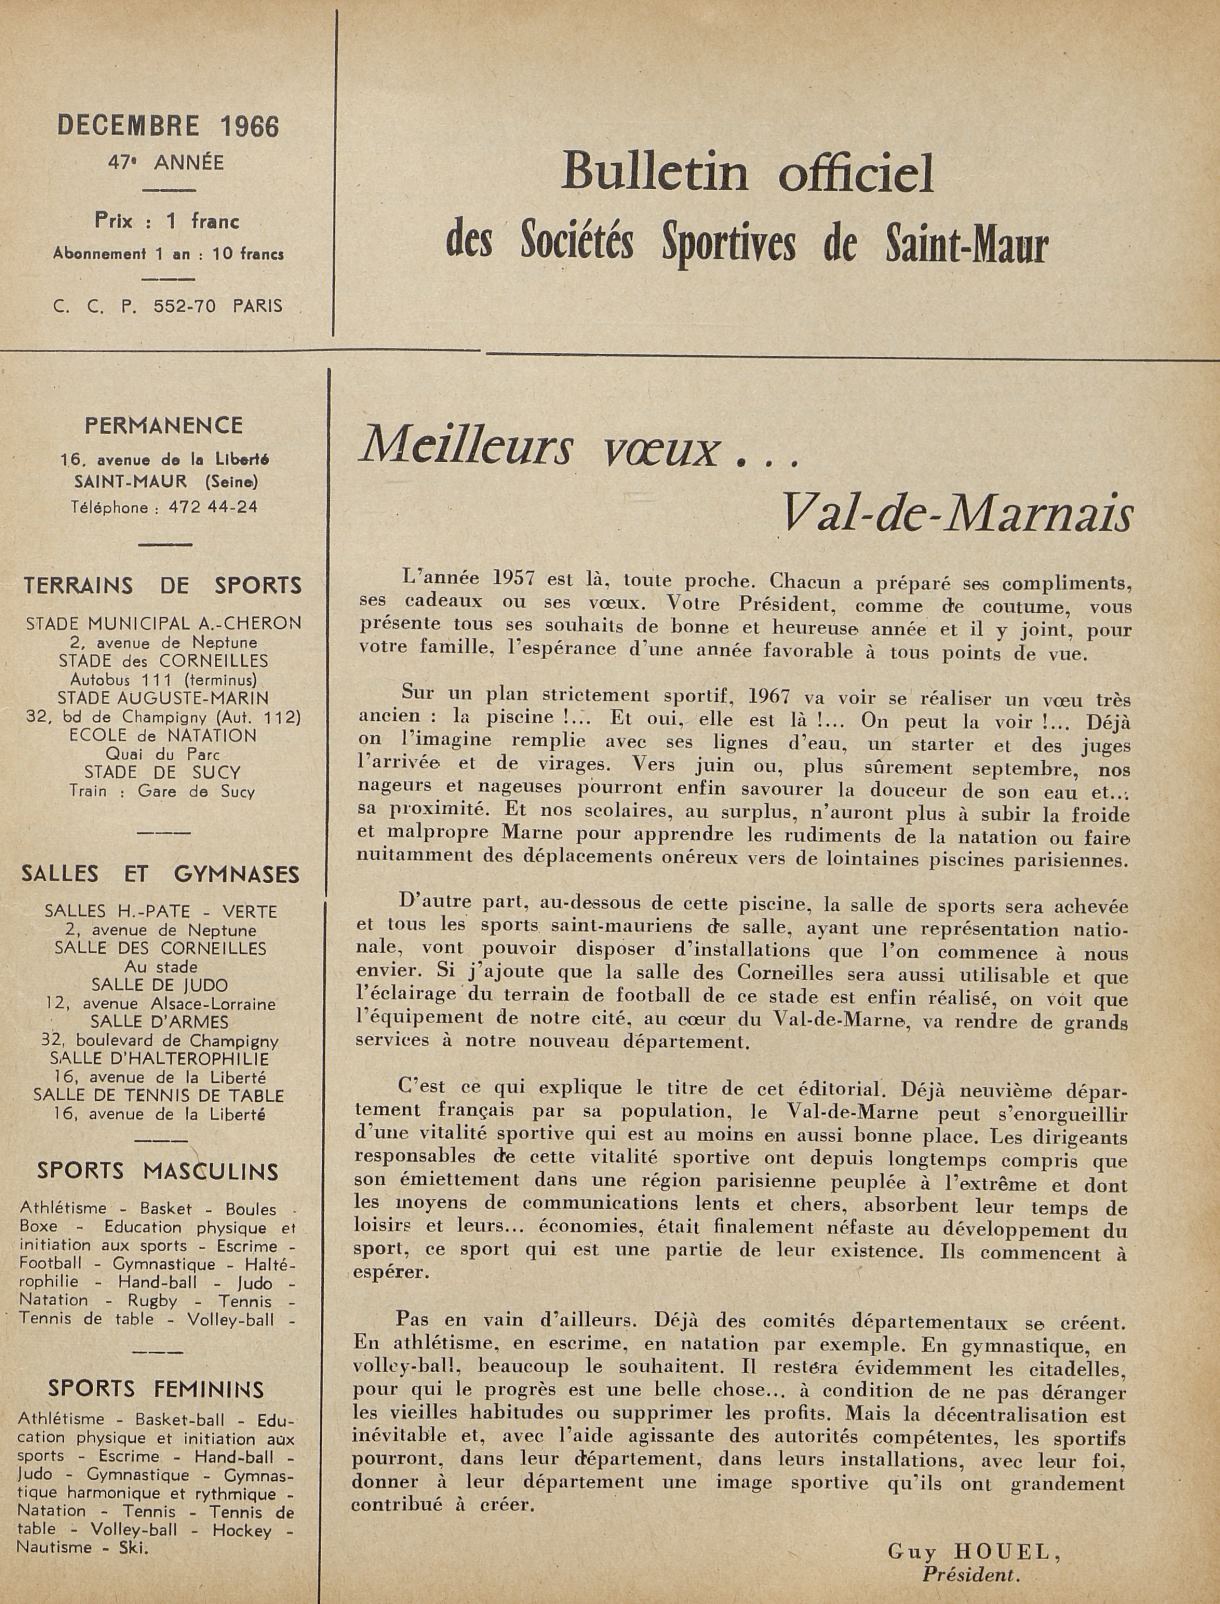 DECEMBRE 1966
47e ANNÉE
Prix : 1 franc
Abonnement 1 an : 10 francs
C. C. P. 552-70 PARIS
Bulletin officiel
des Sociétés Sportives de Saint-Maur
PERMANENCE
16, avenue de la Liberté
SAINT-MAUR (Seine)
Téléphone : 472 44-24
TERRAINS DE SPORTS
STADE MUNICIPAL A.-CHERON
2, avenue de Neptune
STADE des CORNEILLES
Autobus 111 (terminus)
STADE AUGUSTE-MARIN
32, bd de Champigny (Aut. 112)
ECOLE de NATATION
Quai du Parc
STADE DE SUCY
Train : Gare de Sucy
SALLES ET GYMNASES
SALLES H.-PATE - VERTE
2, avenue de Neptune
SALLE DES CORNEILLES
Au stade
SALLE DE JUDO
12, avenue Alsace-Lorraine
SALLE D'ARMES
32, boulevard de Champigny
SALLE D'HALTEROPHILIE
16, avenue de la Liberté
SALLE DE TENNIS DE TABLE
16, avenue de la Liberté
SPORTS MASCULINS
Athlétisme - Basket - Boules -
Boxe - Education physique et
initiation aux sports - Escrime -
Football - Gymnastique - Halté-
rophilie - Hand-ball - Judo -
Natation - Rugby - Tennis -
Tennis de table - Volley-ball -
SPORTS FEMININS
Athlétisme - Basket-ball - Edu-
cation physique et initiation aux
sports - Escrime - Hand-ball -
Judo - Gymnastique - Gymnas-
tique harmonique et rythmique -
Natation - Tennis - Tennis de
table - Volley-ball - Hockey -
Nautisme - Ski.
Meilleurs vœux . . .
Val-de-Marnais
L'année 1957 est là, toute proche. Chacun a préparé ses compliments,
ses cadeaux ou ses vœux. Votre Président, comme de coutume, vous
présente tous ses souhaits de bonne et heureuse année et il y joint, pour
votre famille, l'espérance d'une année favorable à tous points de vue.
Sur un plan strictement sportif, 1967 va voir se réaliser un vœu très
ancien : la piscine !... Et oui, elle est là !... On peut la voir !... Déjà
on l'imagine remplie avec ses lignes d'eau, un starter et des juges
l'arrivée et de virages. Vers juin ou, plus sûrement septembre, nos
nageurs et nageuses pourront enfin savourer la douceur de son eau et...
sa proximité. Et nos scolaires, au surplus, n'auront plus à subir la froide
et malpropre Marne pour apprendre les rudiments de la natation ou faire
nuitamment des déplacements onéreux vers de lointaines piscines parisiennes.
D'autre part, au-dessous de cette piscine, la salle de sports sera achevée
et tous les sports saint-mauriens de salle, ayant une représentation natio-
nale, vont pouvoir disposer d'installations que l'on commence à nous
envier. Si j'ajoute que la salle des Corneilles sera aussi utilisable et que
l'éclairage du terrain de football de ce stade est enfin réalisé, on voit que
l'équipement de notre cité, au cœur du Val-de-Marne, va rendre de grands
services à notre nouveau département.
C'est ce qui explique le titre de cet éditorial. Déjà neuvième dépar-
tement français par sa population, le Val-de-Marne peut s'enorgueillir
d'une vitalité sportive qui est au moins en aussi bonne place. Les dirigeants
responsables de cette vitalité sportive ont depuis longtemps compris que
son émiettement dans une région parisienne peuplée à l'extrême et dont
les moyens de communications lents et chers, absorbent leur temps de
loisirs et leurs... économies, était finalement néfaste au développement du
sport, ce sport qui est une partie de leur existence. Ils commencent à
espérer.
Pas en vain d'ailleurs. Déjà des comités départementaux se créent.
En athlétisme, en escrime, en natation par exemple. En gymnastique, en
volley-ball, beaucoup le souhaitent. Il restéra évidemment les citadelles,
pour qui le progrès est une belle chose... à condition de ne pas déranger
les vieilles habitudes ou supprimer les profits. Mais la décentralisation est
inévitable et, avec l'aide agissante des autorités compétentes, les sportifs
pourront, dans leur département, dans leurs installations, avec leur foi,
donner à leur département une image sportive qu'ils ont grandement
contribué à créer.
Guy HOUEL,
Président.